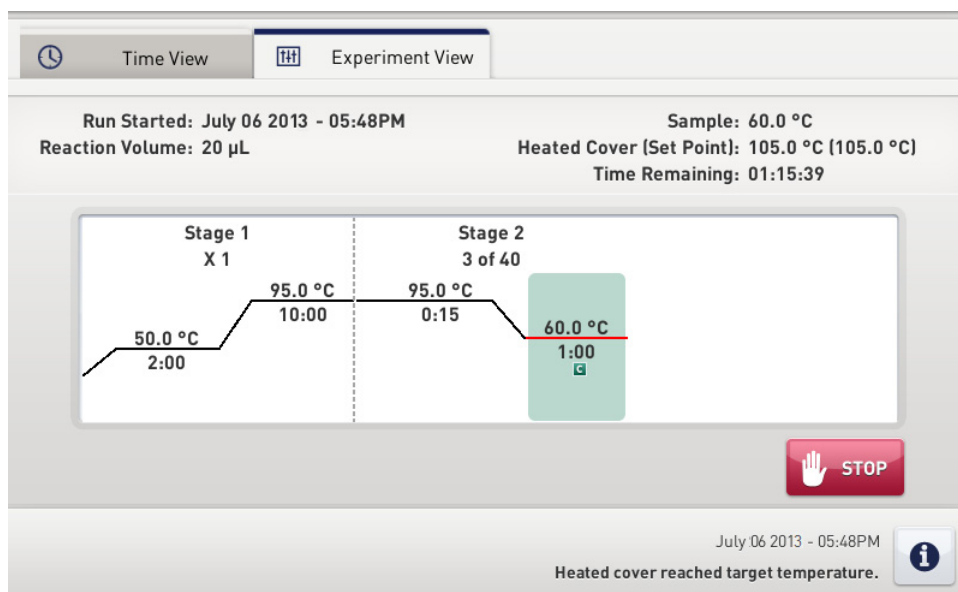 Time View
Experiment View
Run Started: July 06 2013 - 05:48PM
Reaction Volume: 20 µL
Sample: 60.0 °C
Heated Cover (Set Point): 105.0 °C (105.0 °C)
Time Remaining: 01:15:39
Stage 1
X 1
Stage 2
3 of 40
50.0 °C
2:00
95.0 °C
10:00
95.0 °C
0:15
60.0 °C
1:00
C
STOP
July 06 2013 - 05:48PM
Heated cover reached target temperature.